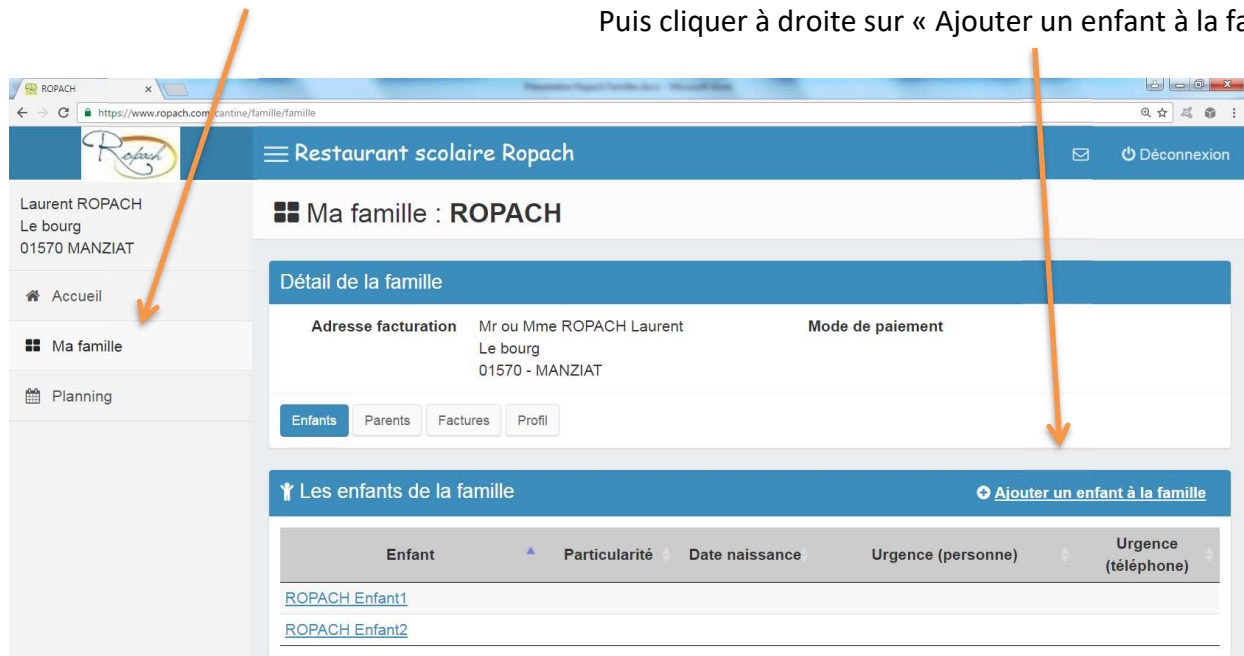 Puis cliquer à droite sur « Ajouter un enfant à la fa
ROPACH
https://www.ropach.com/cantine/famille/famille
Ropach
Restaurant scolaire Ropach
Déconnexion
Laurent ROPACH
Le bourg
01570 MANZIAT
Ma famille : ROPACH
Accueil
Ma famille
Planning
Détail de la famille
Adresse facturation Mr ou Mme ROPACH Laurent Mode de paiement
Le bourg
01570 - MANZIAT
Enfants Parents Factures Profil
Les enfants de la famille Ajouter un enfant à la famille
Enfant Particularité Date naissance Urgence (personne) Urgence
(téléphone)
ROPACH Enfant1
ROPACH Enfant2